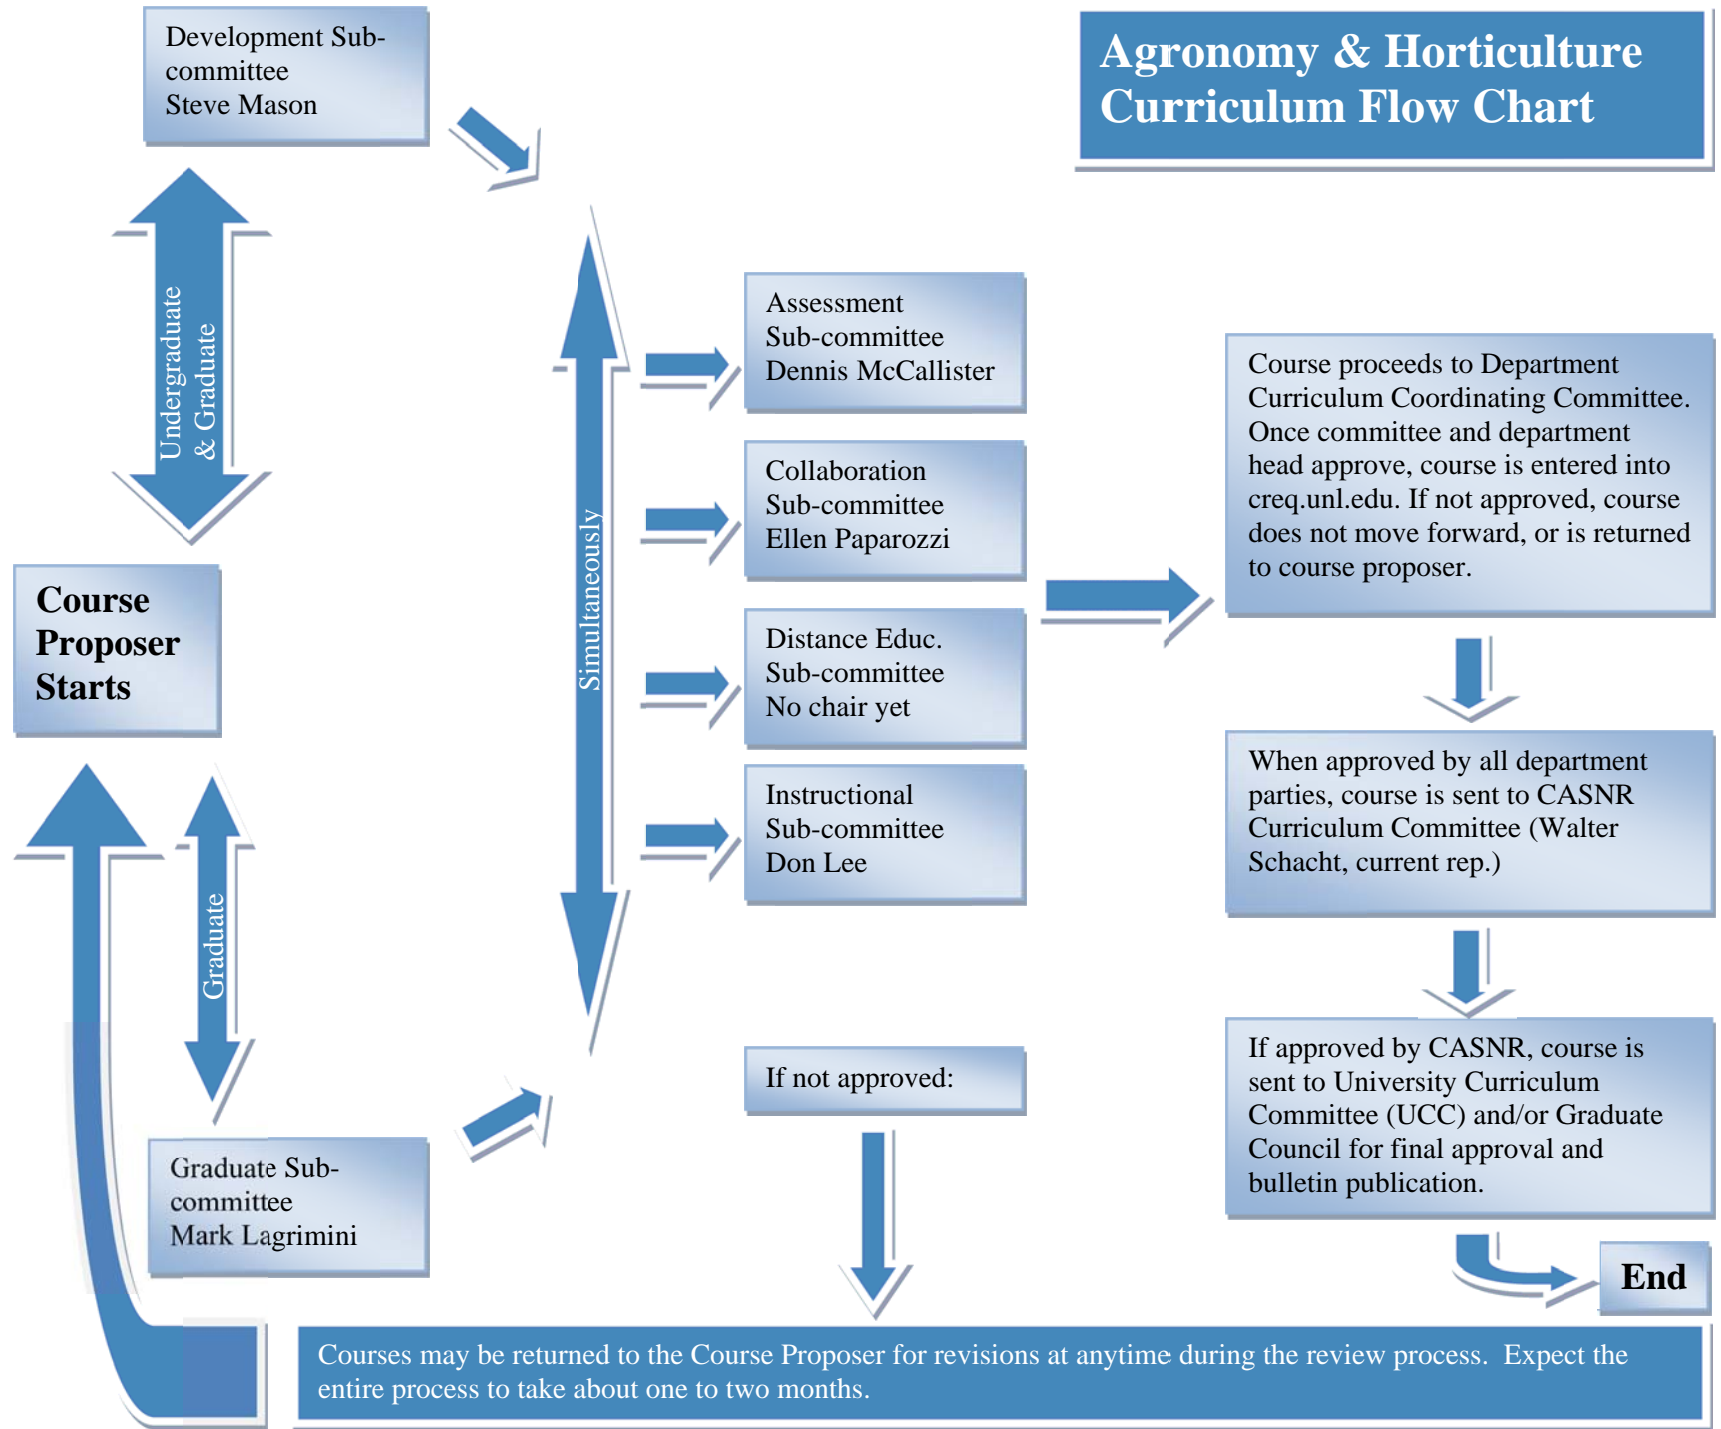 Agronomy & Horticulture
Curriculum Flow Chart
Development Sub-
committee
Steve Mason
Undergraduate
& Graduate
Course
Proposer
Starts
Graduate
Graduate Sub-
committee
Mark Lagrimini
Simultaneously
Assessment
Sub-committee
Dennis McCallister
Collaboration
Sub-committee
Ellen Paparozzi
Distance Educ.
Sub-committee
No chair yet
Instructional
Sub-committee
Don Lee
If not approved:
Course proceeds to Department
Curriculum Coordinating Committee.
Once committee and department
head approve, course is entered into
creq.unl.edu. If not approved, course
does not move forward, or is returned
to course proposer.
When approved by all department
parties, course is sent to CASNR
Curriculum Committee (Walter
Schacht, current rep.)
If approved by CASNR, course is
sent to University Curriculum
Committee (UCC) and/or Graduate
Council for final approval and
bulletin publication.
End
Courses may be returned to the Course Proposer for revisions at anytime during the review process.  Expect the
entire process to take about one to two months.